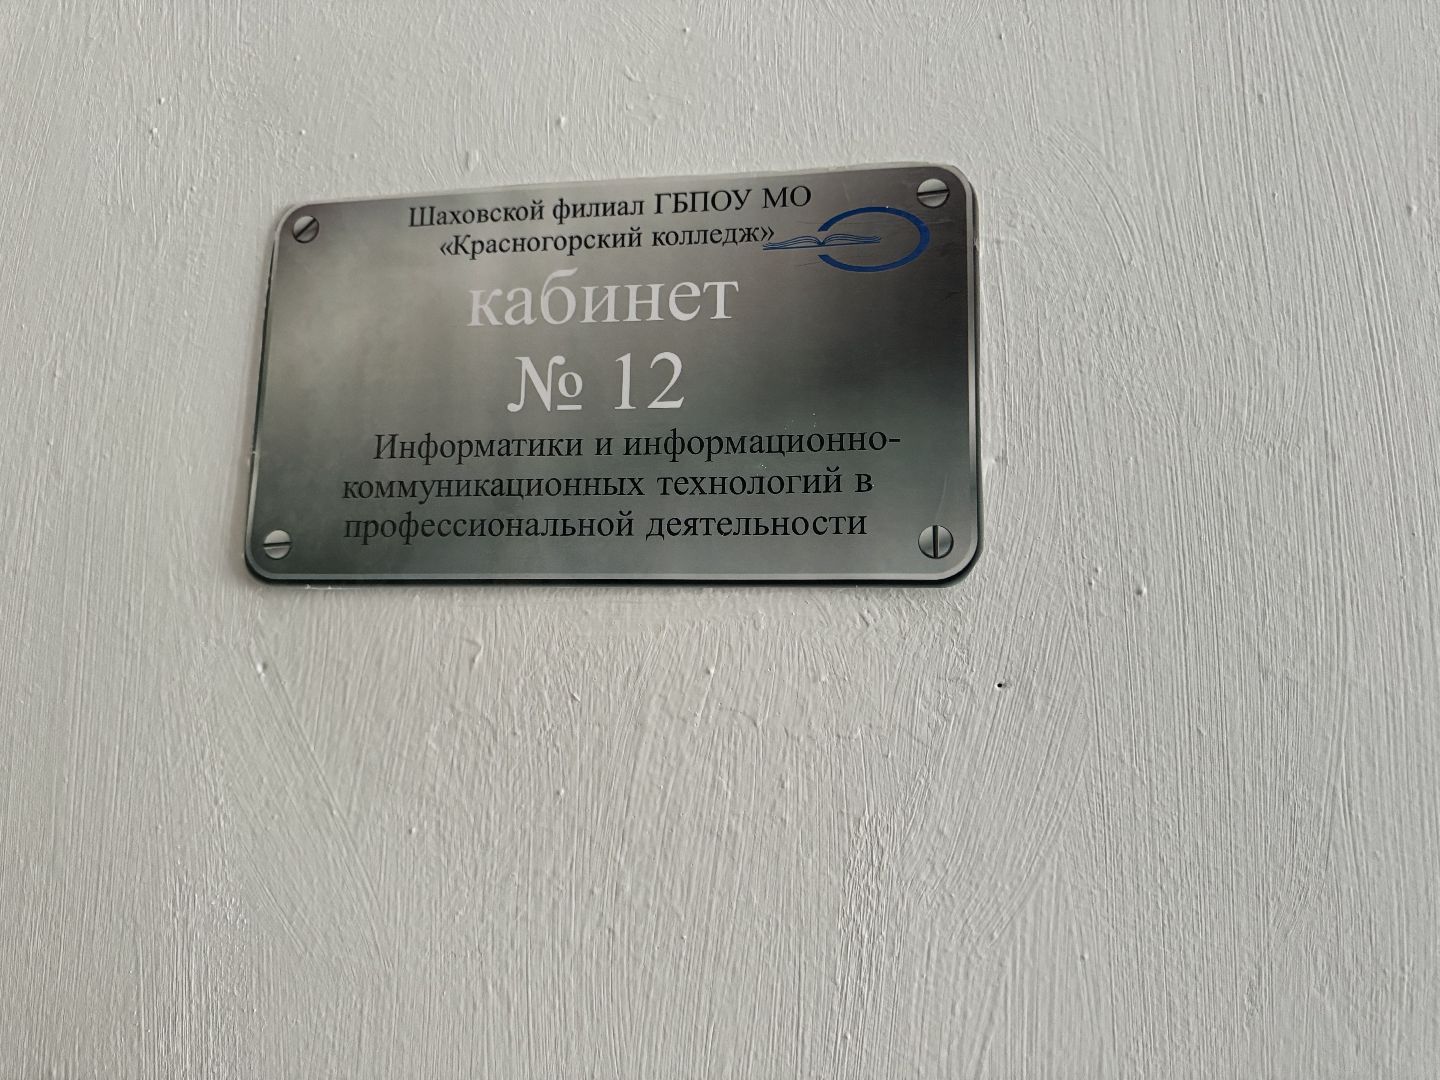 Шаховской филиал ГБПОУ МО
«Красногорский колледж»
кабинет
№ 12
Информатики и информационно-
коммуникационных технологий в
профессиональной деятельности